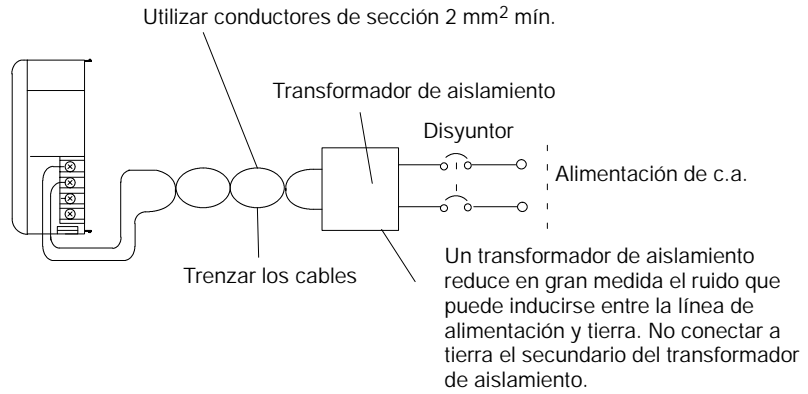 Utilizar conductores de sección 2 mm² mín.
Transformador de aislamiento
Disyuntor
Alimentación de c.a.
Trenzar los cables
Un transformador de aislamiento
reduce en gran medida el ruido que
puede inducirse entre la línea de
alimentación y tierra. No conectar a
tierra el secundario del transformador
de aislamiento.